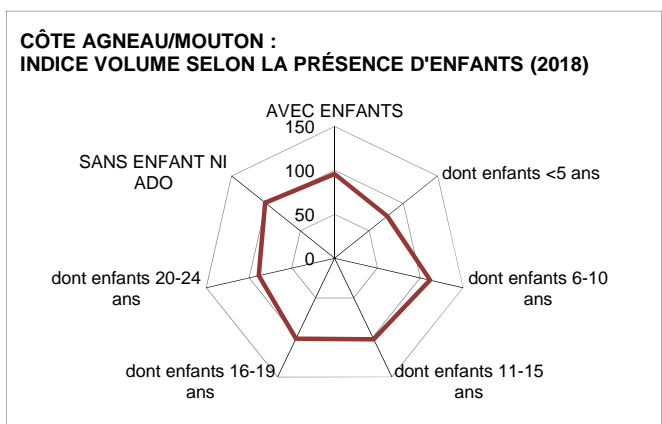 CÔTE AGNEAU/MOUTON :
INDICE VOLUME SELON LA PRÉSENCE D'ENFANTS (2018)
AVEC ENFANTS
150
100
50
0
dont enfants <5 ans
dont enfants 6-10
ans
dont enfants 11-15
ans
dont enfants 16-19
ans
dont enfants 20-24
ans
SANS ENFANT NI
ADO